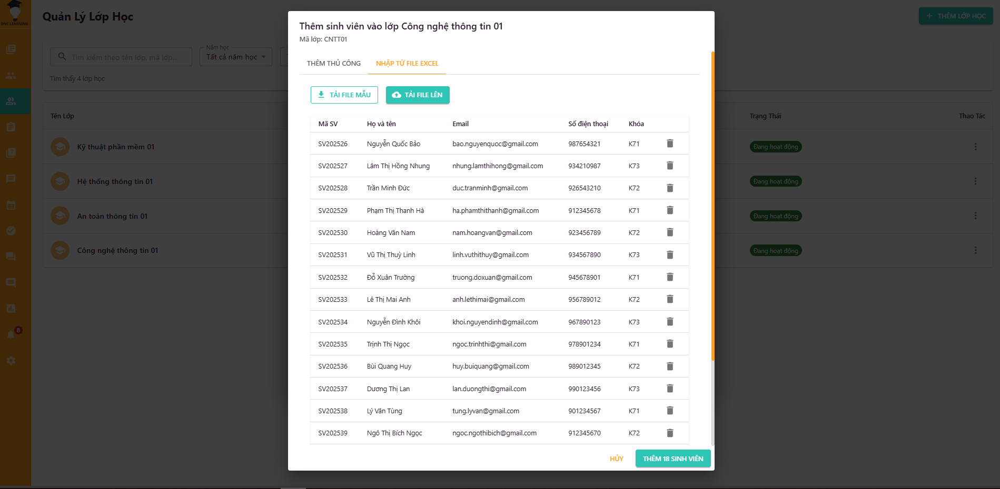 DNC LEARNING
Quản Lý Lớp Học
THÊM LỚP HỌC
Tìm kiếm theo tên lớp, mã lớp...
Năm học
Tất cả năm học
Tìm thấy 4 lớp học
Tên Lớp
Trạng Thái
Thao Tác
Kỹ thuật phần mềm 01
Đang hoạt động
Hệ thống thông tin 01
Đang hoạt động
An toàn thông tin 01
Đang hoạt động
Công nghệ thông tin 01
Đang hoạt động
8
Thêm sinh viên vào lớp Công nghệ thông tin 01
Mã lớp: CNTT01
THÊM THỦ CÔNG
NHẬP TỪ FILE EXCEL
TẢI FILE MẪU
TẢI FILE LÊN
Mã SV Họ và tên Email Số điện thoại Khóa
SV202526 Nguyễn Quốc Bảo bao.nguyenquoc@gmail.com 987654321 K71
SV202527 Lâm Thị Hồng Nhung nhung.lamthihong@gmail.com 934210987 K73
SV202528 Trần Minh Đức duc.tranminh@gmail.com 926543210 K72
SV202529 Phạm Thị Thanh Hà ha.phamthithanh@gmail.com 912345678 K71
SV202530 Hoàng Văn Nam nam.hoangvan@gmail.com 923456789 K72
SV202531 Vũ Thị Thuỳ Linh linh.vuthithuy@gmail.com 934567890 K73
SV202532 Đỗ Xuân Trường truong.doxuan@gmail.com 945678901 K71
SV202533 Lê Thị Mai Anh anh.lethimai@gmail.com 956789012 K72
SV202534 Nguyễn Đình Khôi khoi.nguyendinh@gmail.com 967890123 K73
SV202535 Trịnh Thị Ngọc ngoc.trinhthi@gmail.com 978901234 K71
SV202536 Bùi Quang Huy huy.buiquang@gmail.com 989012345 K72
SV202537 Dương Thị Lan lan.duongthi@gmail.com 990123456 K73
SV202538 Lý Văn Tùng tung.lyvan@gmail.com 901234567 K71
SV202539 Ngô Thị Bích Ngọc ngoc.ngothibich@gmail.com 912345670 K72
HỦY
THÊM 18 SINH VIÊN